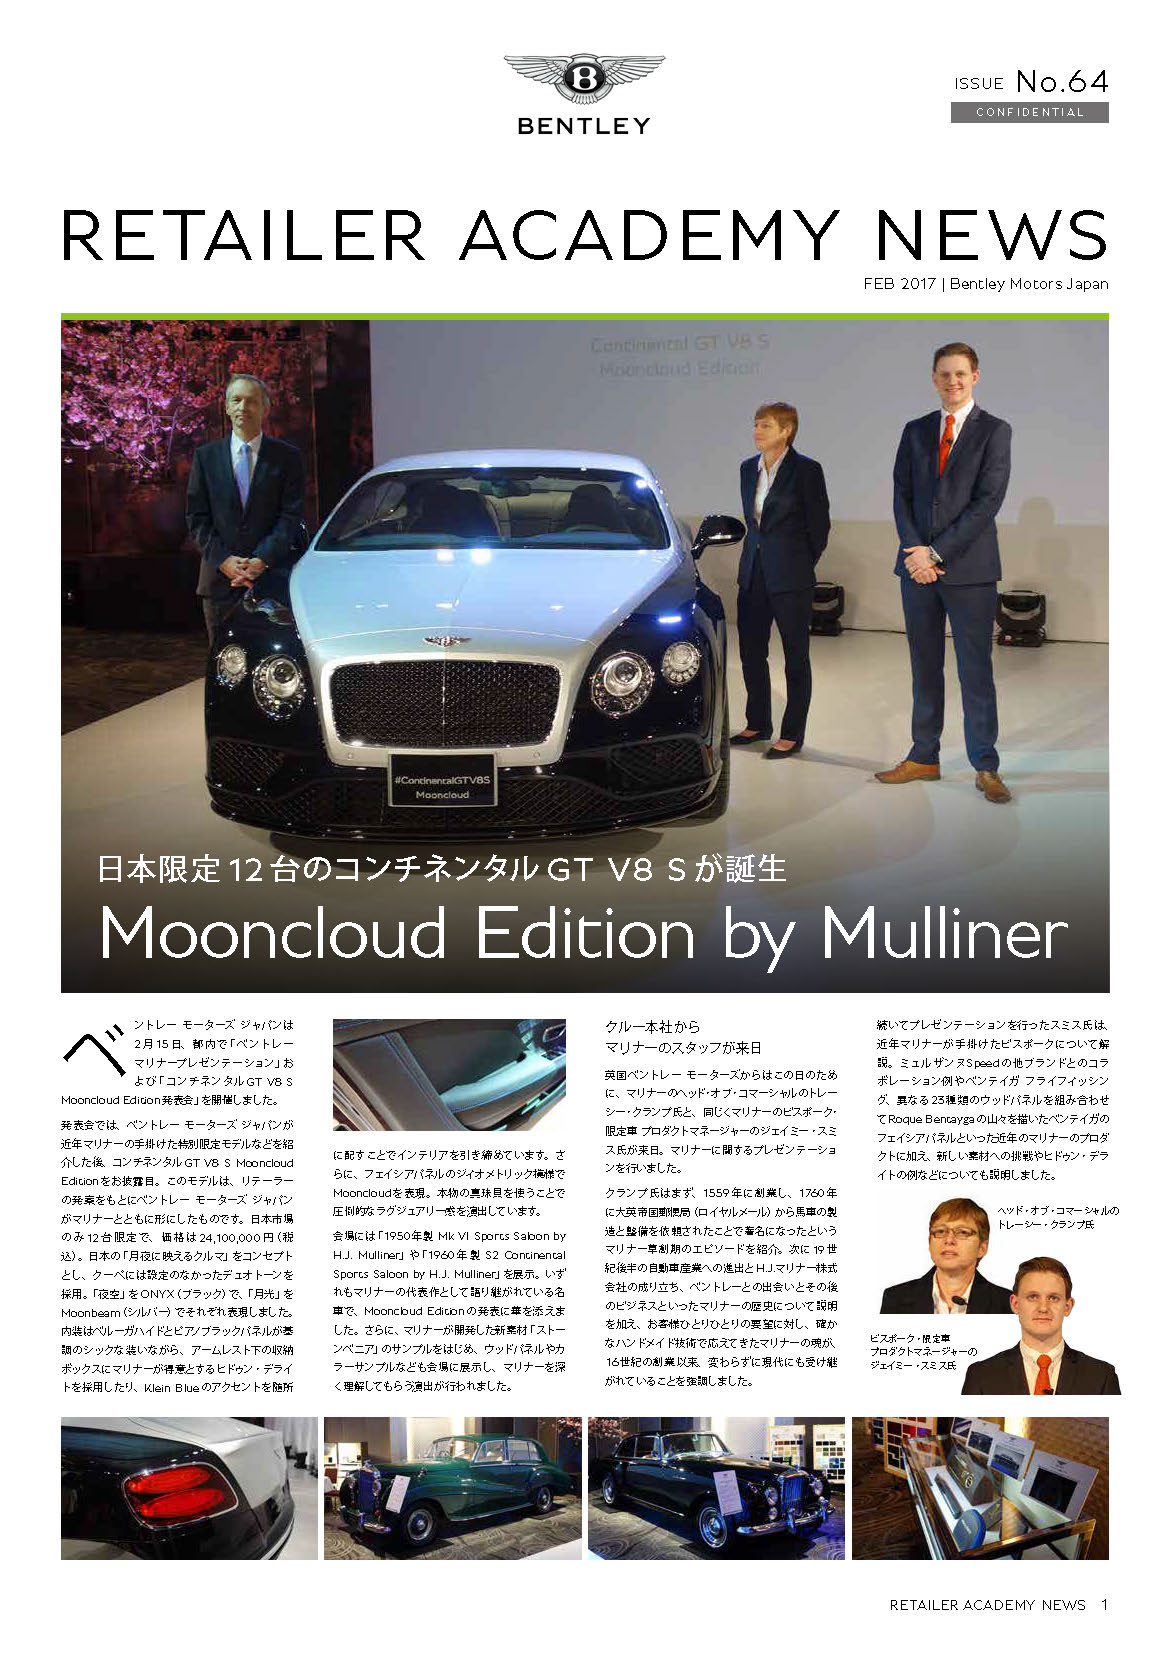 BENTLEY
ISSUE No.64
CONFIDENTIAL
RETAILER ACADEMY NEWS
FEB 2017 | Bentley Motors Japan
Continental GT V8 S
Mooncloud Edition
#ContinentalGTV8S
Mooncloud
日本限定12台のコンチネンタルGT V8 Sが誕生
Mooncloud Edition by Mulliner
ベントレー モーターズ ジャパンは
2月15日、都内で「ベントレー
マリナープレゼンテーション」お
よび「コンチネンタルGT V8 S
Mooncloud Edition発表会」を開催しました。
発表会では、ベントレー モーターズ ジャパンが
近年マリナーの手掛けた特別限定モデルなどを紹
介した後、コンチネンタルGT V8 S Mooncloud
Editionをお披露目。このモデルは、リテーラー
の発案をもとにベントレー モーターズ ジャパン
がマリナーとともに形にしたものです。日本市場
のみ12台限定で、価格は24,100,000円（税
込）。日本の「月夜に映えるクルマ」をコンセプト
とし、クーペには設定のなかったデュオトーンを
採用。「夜空」をONYX（ブラック）で、「月光」を
Moonbeam（シルバー）でそれぞれ表現しました。
内装はベルーガハイドとピアノブラックパネルが基
調のシックな装いながら、アームレスト下の収納
ボックスにマリナーが得意とするヒドゥン・デライ
トを採用したり、Klein Blueのアクセントを随所
に配すことでインテリアを引き締めています。さ
らに、フェイシアパネルのジィオメトリック模様で
Mooncloudを表現。本物の真珠貝を使うことで
圧倒的なラグジュアリー感を演出しています。
会場には「1950年製 Mk VI Sports Saloon by
H.J. Mulliner」や「1960年製 S2 Continental
Sports Saloon by H.J. Mulliner」を展示。いず
れもマリナーの代表作として語り継がれている名
車で、Mooncloud Editionの発表に華を添えま
した。さらに、マリナーが開発した新素材「ストー
ンベニア」のサンプルをはじめ、ウッドパネルやカ
ラーサンプルなども会場に展示し、マリナーを深
く理解してもらう演出が行われました。
クルー本社から
マリナーのスタッフが来日
英国ベントレー モーターズからはこの日のため
に、マリナーのヘッド・オブ・コマーシャルのトレー
シー・クランプ氏と、同じくマリナーのビスポーク・
限定車 プロダクトマネージャーのジェイミー・スミ
ス氏が来日。マリナーに関するプレゼンテーショ
ンを行いました。
クランプ氏はまず、1559年に創業し、1760年
に大英帝国郵便局（ロイヤルメール）から馬車の製
造と整備を依頼されたことで著名になったという
マリナー草創期のエピソードを紹介。次に19世
紀後半の自動車産業への進出とH.J.マリナー株式
会社の成り立ち、ベントレーとの出会いとその後
のビジネスといったマリナーの歴史について説明
を加え、お客様ひとりひとりの要望に対し、確か
なハンドメイド技術で応えてきたマリナーの魂が、
16世紀の創業以来、変わらずに現代にも受け継
がれていることを強調しました。
続いてプレゼンテーションを行ったスミス氏は、
近年マリナーが手掛けたビスポークについて解
説。ミュルザンヌSpeedの他ブランドとのコラ
ボレーション例やベンテイガ フライフィッシン
グ、異なる23種類のウッドパネルを組み合わせ
てRoque Bentaygaの山々を描いたベンテイガの
フェイシアパネルといった近年のマリナーのプロダ
クトに加え、新しい素材への挑戦やヒドゥン・デラ
イトの例などについても説明しました。
ヘッド・オブ・コマーシャルの
トレーシー・クランプ氏
ビスポーク・限定車
プロダクトマネージャーの
ジェイミー・スミス氏
RETAILER ACADEMY NEWS 1